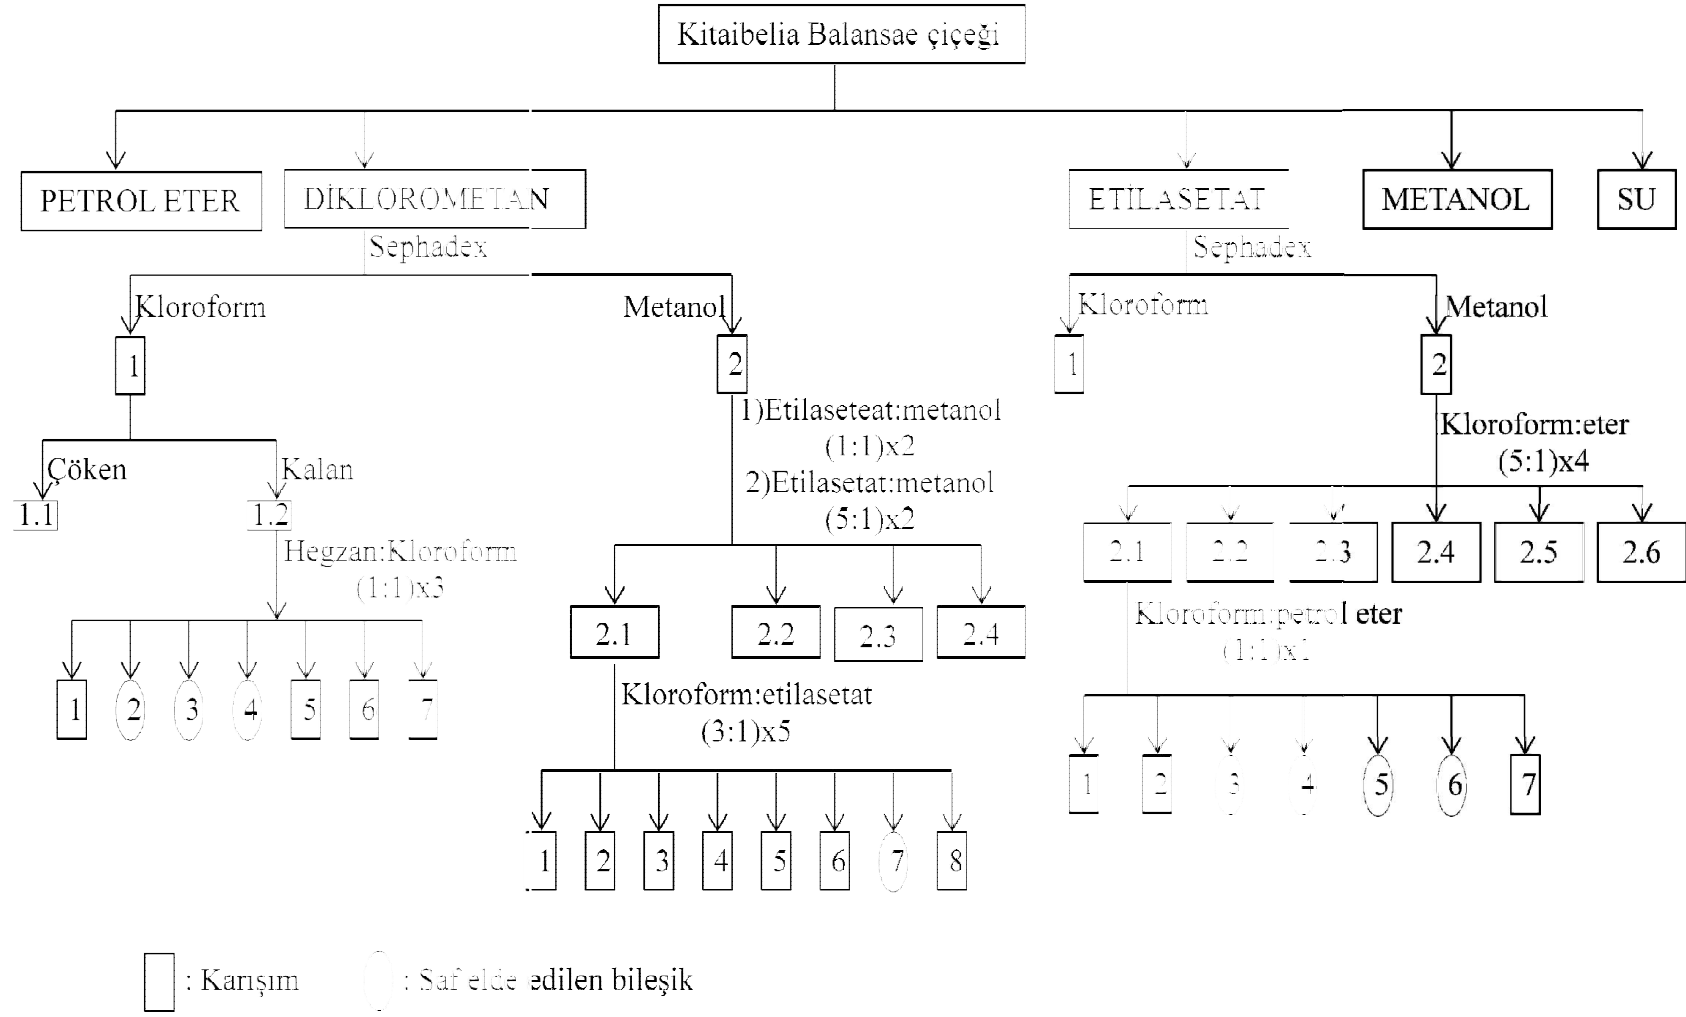 Kitaibelia Balansae çiçeği
PETROL ETER
DİKLOROMETAN
ETİLASETAT
METANOL
SU
Sephadex
Sephadex
Kloroform
Metanol
Kloroform
Metanol
1
2
1
2
1)Etilaseteat:metanol
(1:1)x2
2)Etilasetat:metanol
(5:1)x2
Kloroform:eter
(5:1)x4
Çöken
Kalan
1.1
1.2
Hegzan:Kloroform
(1:1)x3
2.1
2.2
2.3
2.4
2.5
2.6
2.1
2.2
2.3
2.4
Kloroform:petrol eter
(1:1)x1
1
2
3
4
5
6
7
Kloroform:etilasetat
(3:1)x5
1
2
3
4
5
6
7
1
2
3
4
5
6
7
8
: Karışım
: Saf elde edilen bileşik